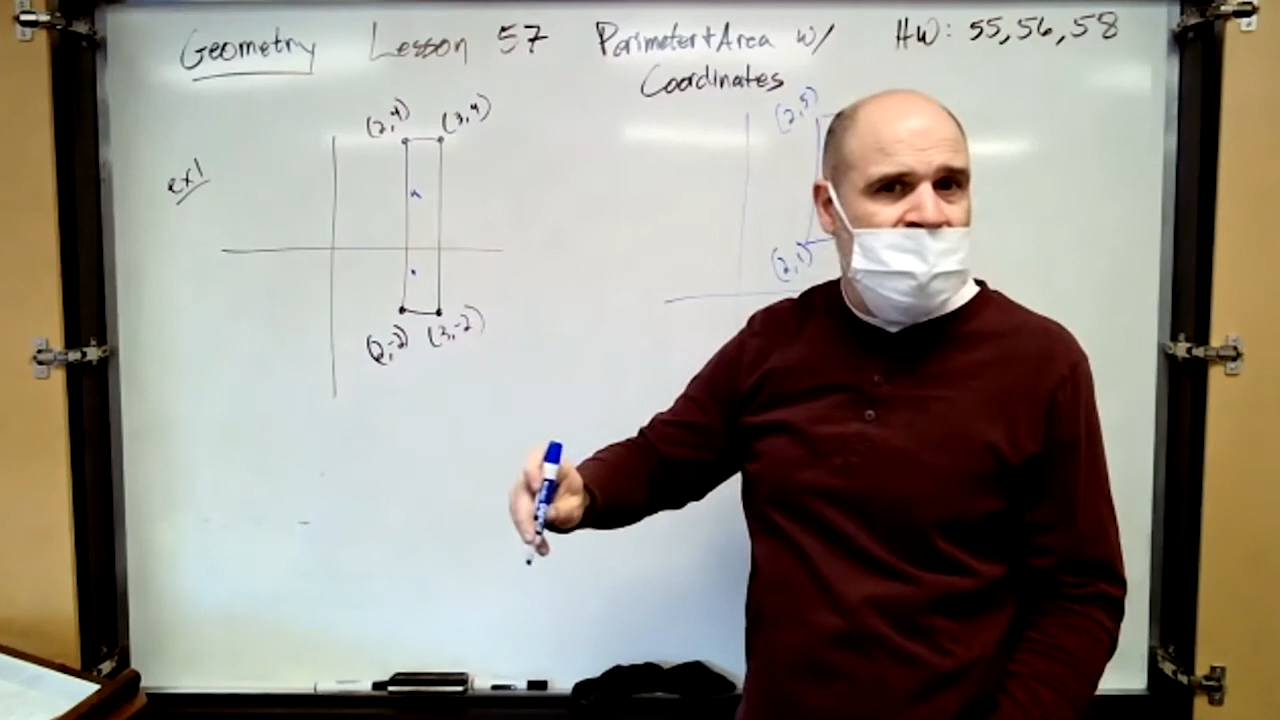 Geometry Lesson 57 Perimeter + Area w/ HW: 55, 56, 58
Coordinates
ex1
(2,4) (3,4)
(2,-2) (3,-2)
(2,5)
(2,1)